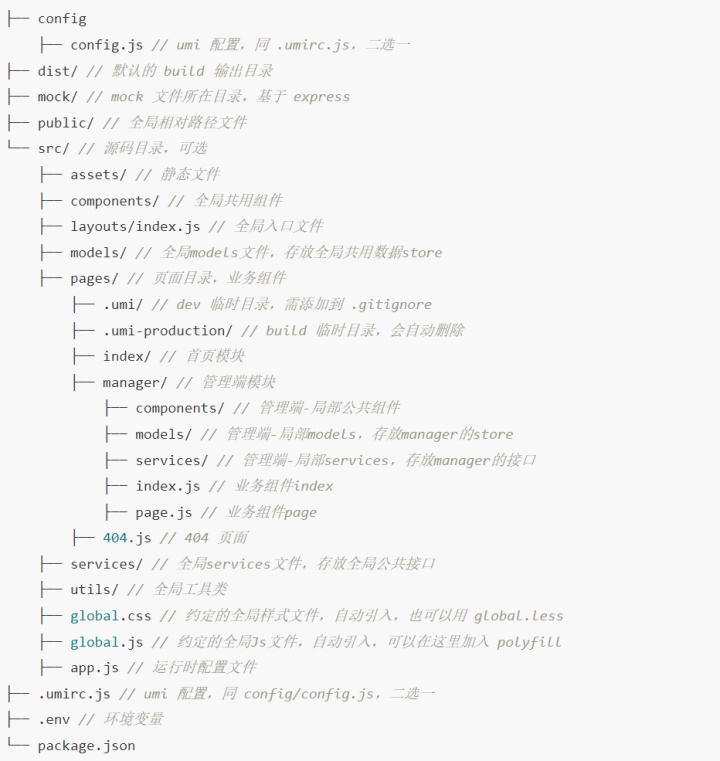 ├── config
    ├── config.js // umi 配置，同 .umirc.js，二选一
├── dist/ // 默认的 build 输出目录
├── mock/ // mock 文件所在目录，基于 express
├── public/ // 全局相对路径文件
└── src/ // 源码目录，可选
    ├── assets/ // 静态文件
    ├── components/ // 全局共用组件
    ├── layouts/index.js // 全局入口文件
    ├── models/ // 全局models文件，存放全局共用数据store
    ├── pages/ // 页面目录，业务组件
        ├── .umi/ // dev 临时目录，需添加到 .gitignore
        ├── .umi-production/ // build 临时目录，会自动删除
        ├── index/ // 首页模块
        ├── manager/ // 管理端模块
            ├── components/ // 管理端-局部公共组件
            ├── models/ // 管理端-局部models，存放manager的store
            ├── services/ // 管理端-局部services，存放manager的接口
            ├── index.js // 业务组件index
            ├── page.js // 业务组件page
        ├── 404.js // 404 页面
    ├── services/ // 全局services文件，存放全局公共接口
    ├── utils/ // 全局工具类
    ├── global.css // 约定的全局样式文件，自动引入，也可以用 global.less
    ├── global.js // 约定的全局Js文件，自动引入，可以在这里加入 polyfill
    ├── app.js // 运行时配置文件
├── .umirc.js // umi 配置，同 config/config.js，二选一
├── .env // 环境变量
└── package.json